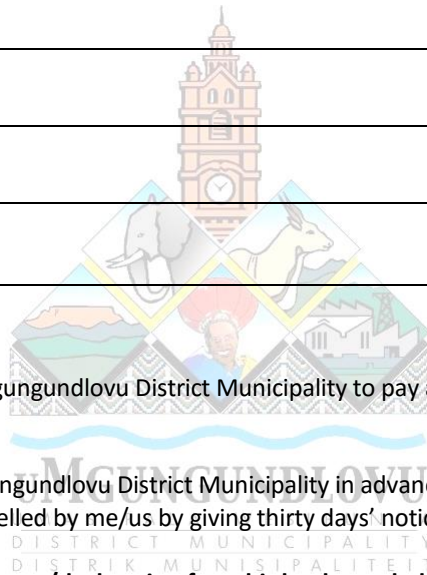 gungundlovu District Municipality to pay a
ngundlovu District Municipality in advanc
elled by me/us by giving thirty days' notic
UMGUNGUNDLOVU
DISTRICT MUNICIPALITY
DISTRIK MUNISIPALITEIT